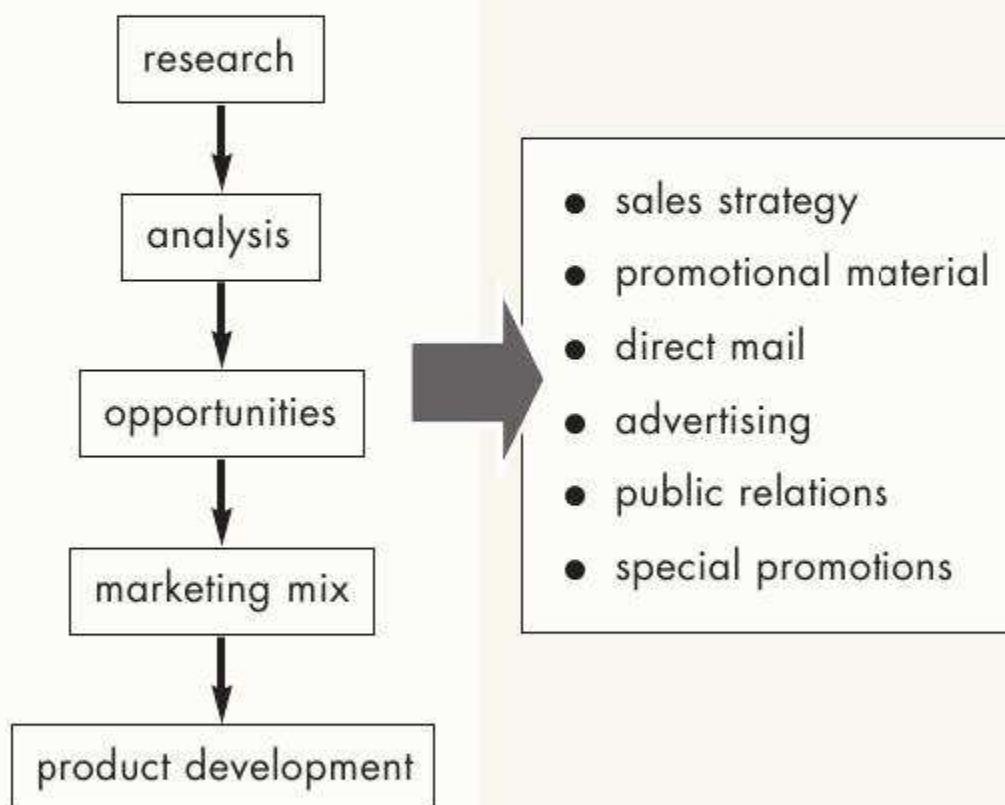 research
analysis
opportunities
marketing mix
product development
● sales strategy
● promotional material
● direct mail
● advertising
● public relations
● special promotions